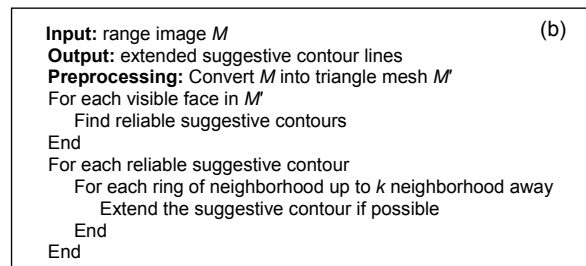 (b)
Input: range image M
Output: extended suggestive contour lines
Preprocessing: Convert M into triangle mesh M'
For each visible face in M'
Find reliable suggestive contours
End
For each reliable suggestive contour
For each ring of neighborhood up to k neighborhood away
Extend the suggestive contour if possible
End
End